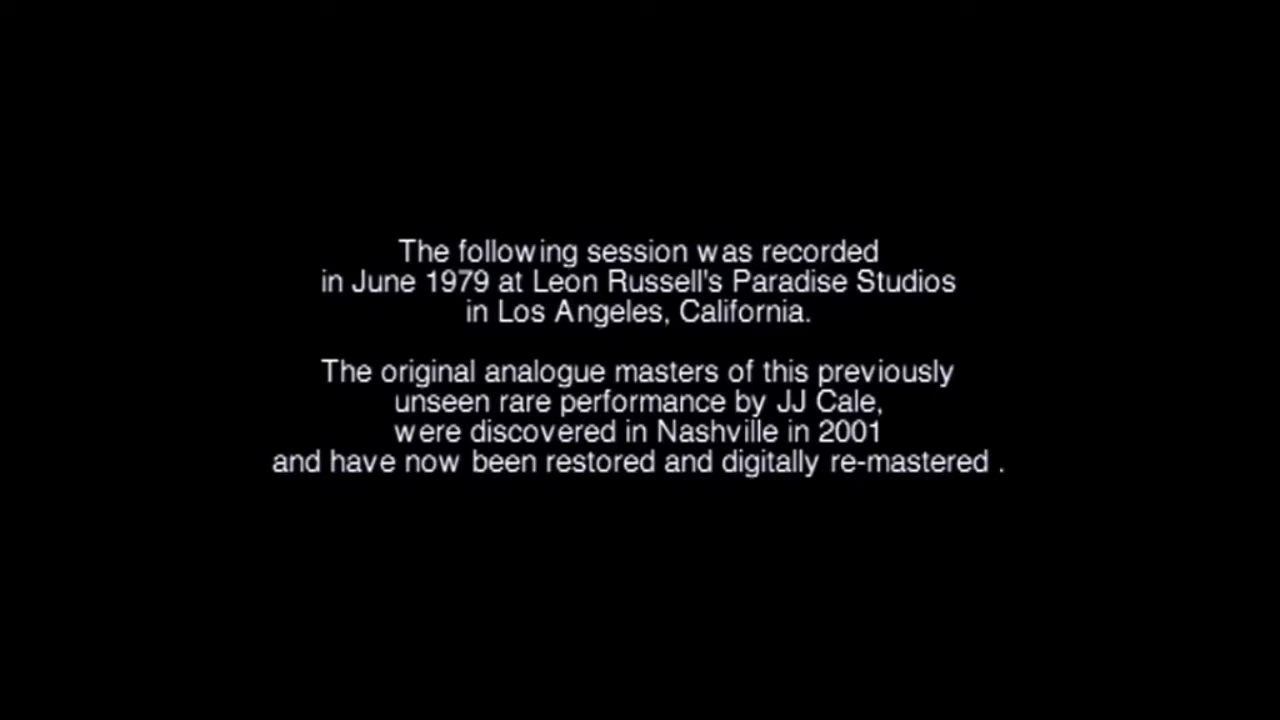 The following session was recorded
in June 1979 at Leon Russell's Paradise Studios
in Los Angeles, California.
The original analogue masters of this previously
unseen rare performance by JJ Cale,
were discovered in Nashville in 2001
and have now been restored and digitally re-mastered .